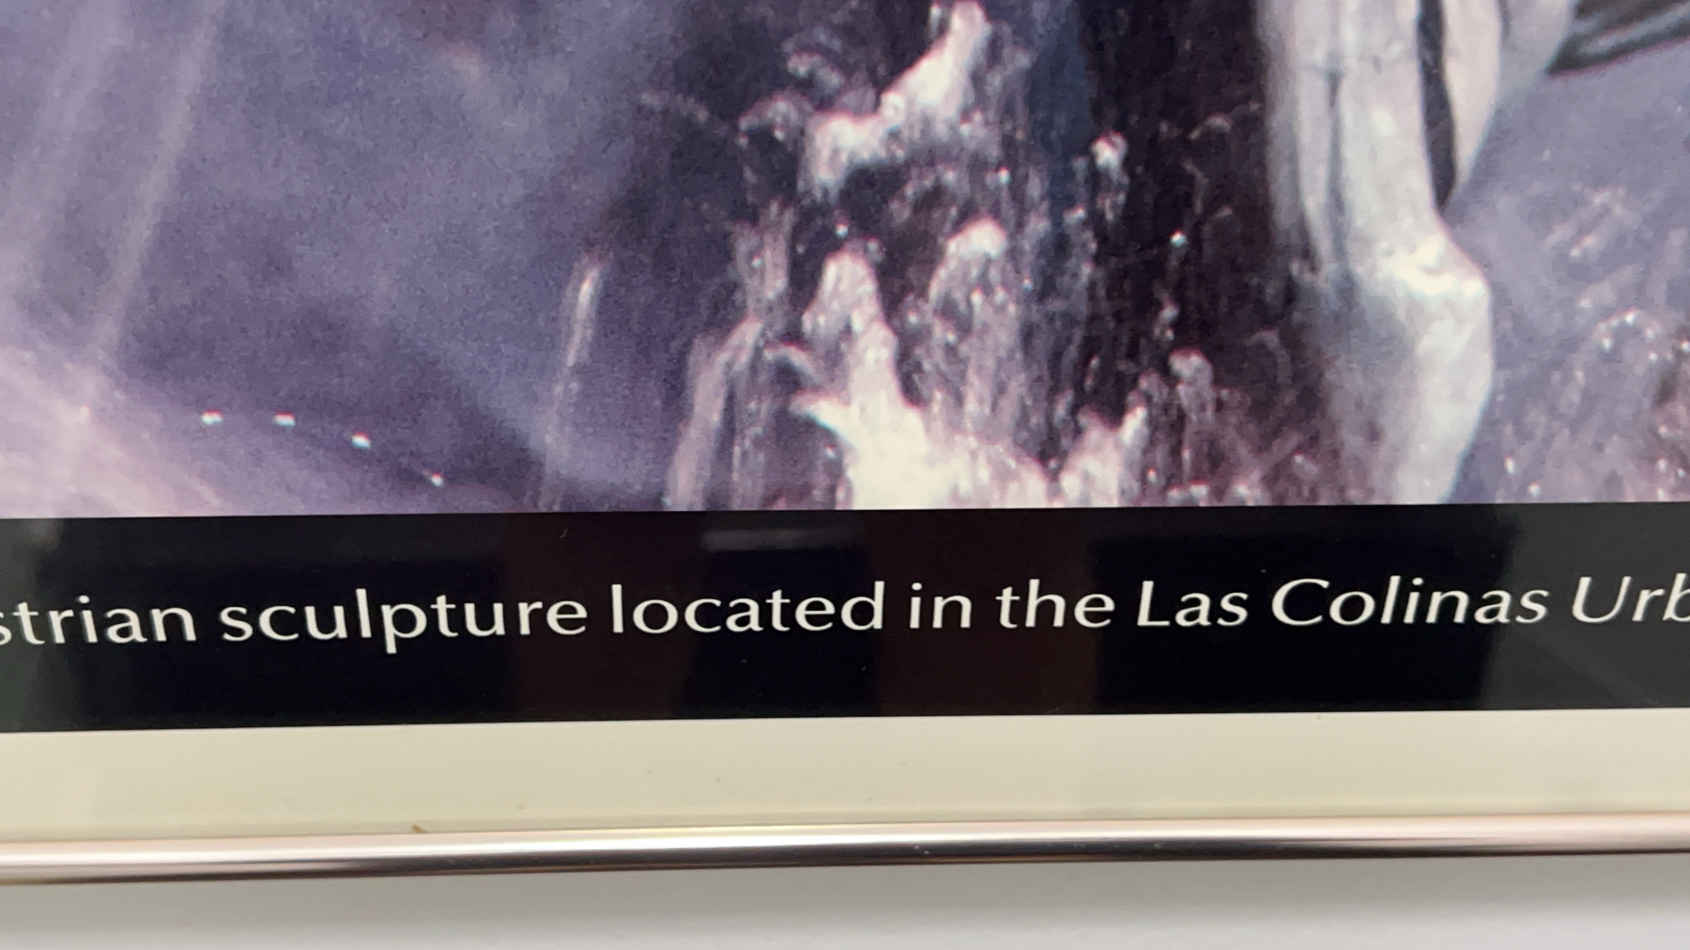 strian sculpture located in the Las Colinas Urb